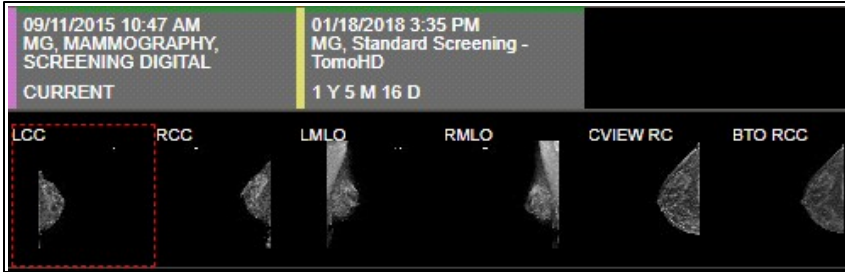 09/11/2015 10:47 AM
MG, MAMMOGRAPHY,
SCREENING DIGITAL
CURRENT
01/18/2018 3:35 PM
MG, Standard Screening -
TomoHD
1 Y 5 M 16 D
LCC RCC LMLO RMLO CVIEW RC BTO RCC